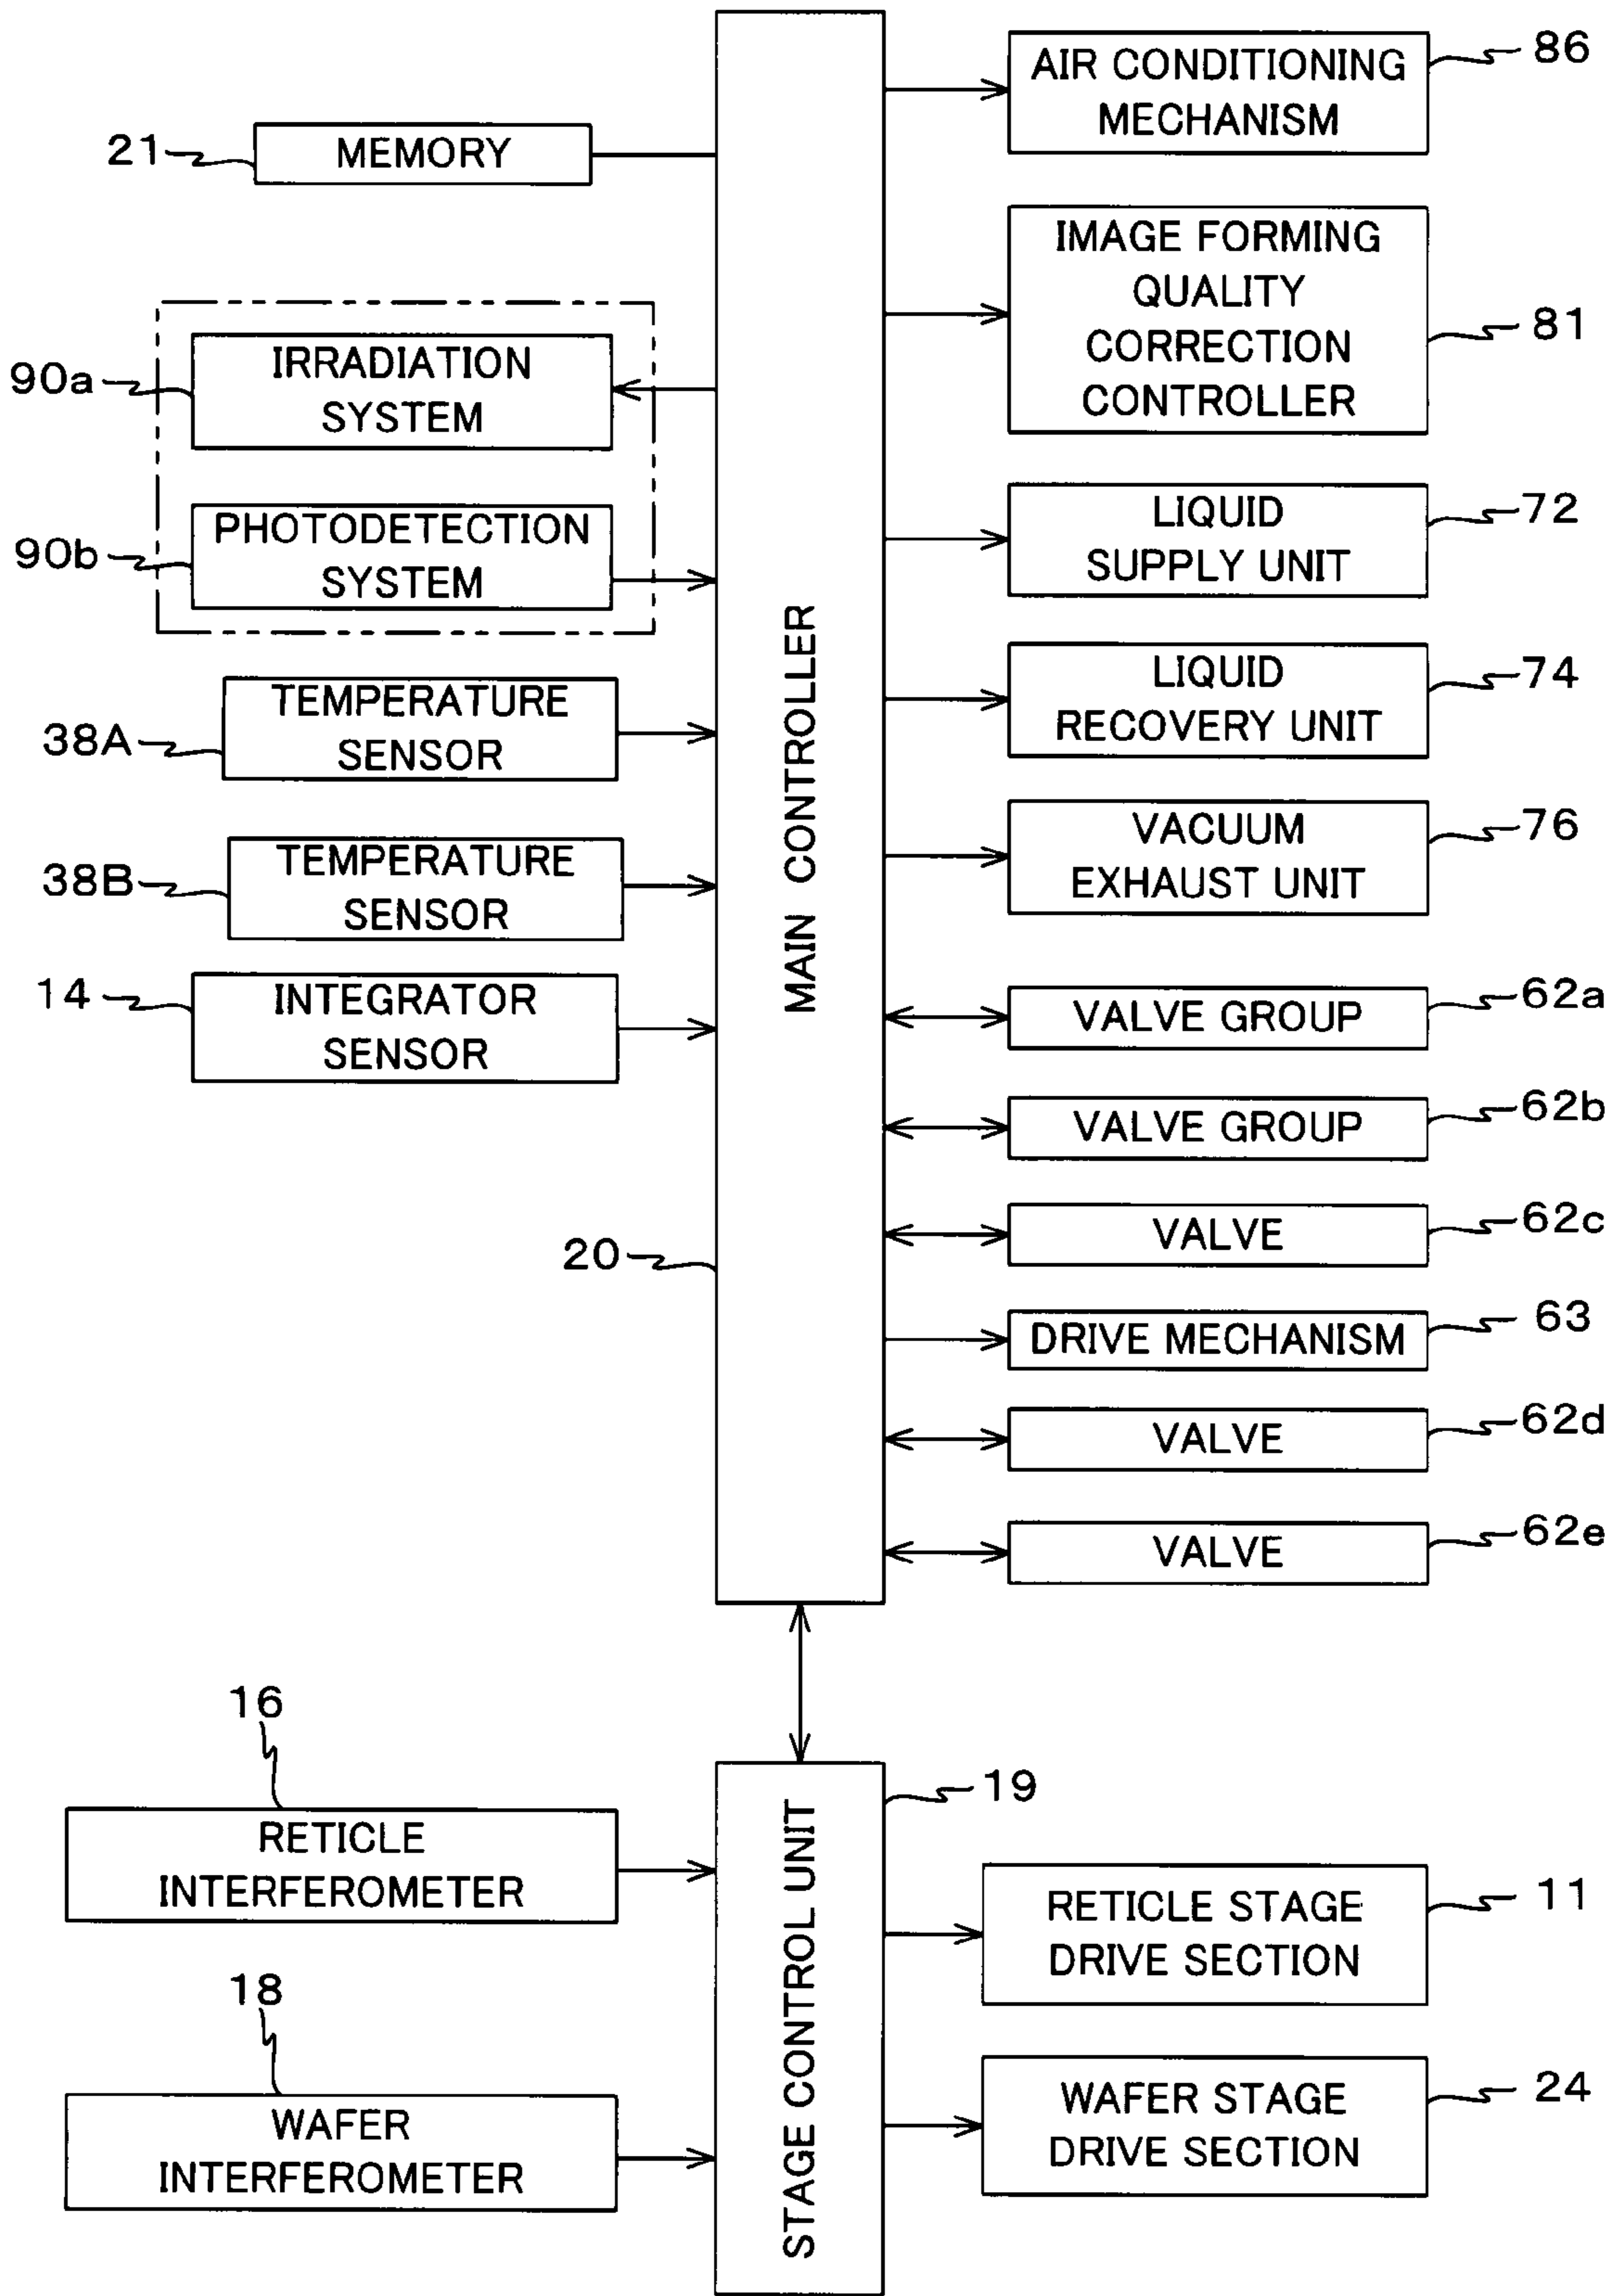 86
AIR CONDITIONING
MECHANISM
21
MEMORY
IMAGE FORMING
QUALITY
CORRECTION
CONTROLLER
81
90a
IRRADIATION
SYSTEM
90b
PHOTODETECTION
SYSTEM
LIQUID
SUPPLY UNIT
72
38A
TEMPERATURE
SENSOR
LIQUID
RECOVERY UNIT
74
38B
TEMPERATURE
SENSOR
VACUUM
EXHAUST UNIT
76
14
INTEGRATOR
SENSOR
MAIN CONTROLLER
20
VALVE GROUP
62a
VALVE GROUP
62b
VALVE
62c
DRIVE MECHANISM
63
VALVE
62d
VALVE
62e
16
RETICLE
INTERFEROMETER
18
WAFER
INTERFEROMETER
STAGE CONTROL UNIT
19
RETICLE STAGE
DRIVE SECTION
11
WAFER STAGE
DRIVE SECTION
24